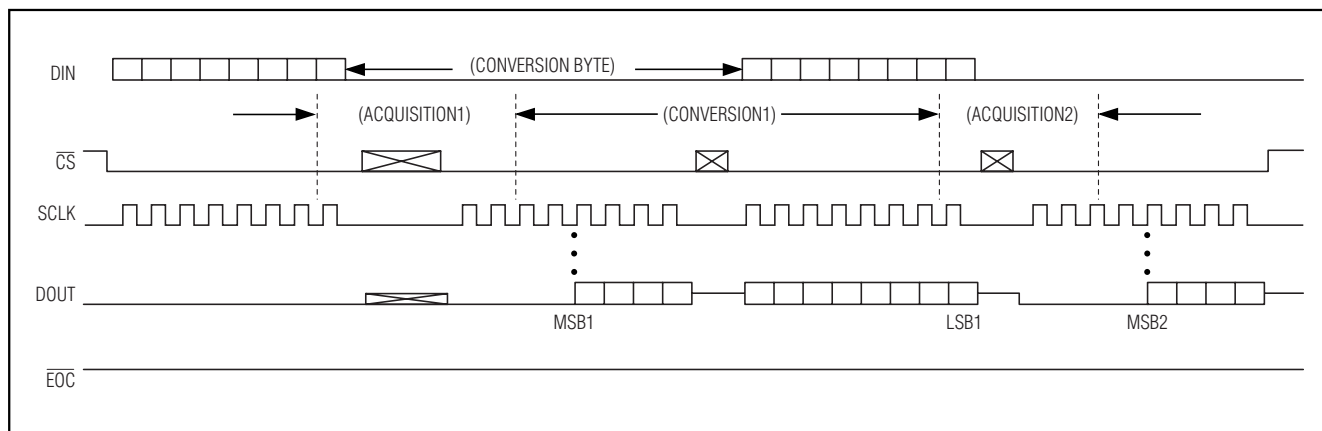 DIN
(CONVERSION BYTE)
(ACQUISITION1)
(CONVERSION1)
(ACQUISITION2)
CS
SCLK
DOUT
MSB1
LSB1
MSB2
EOC